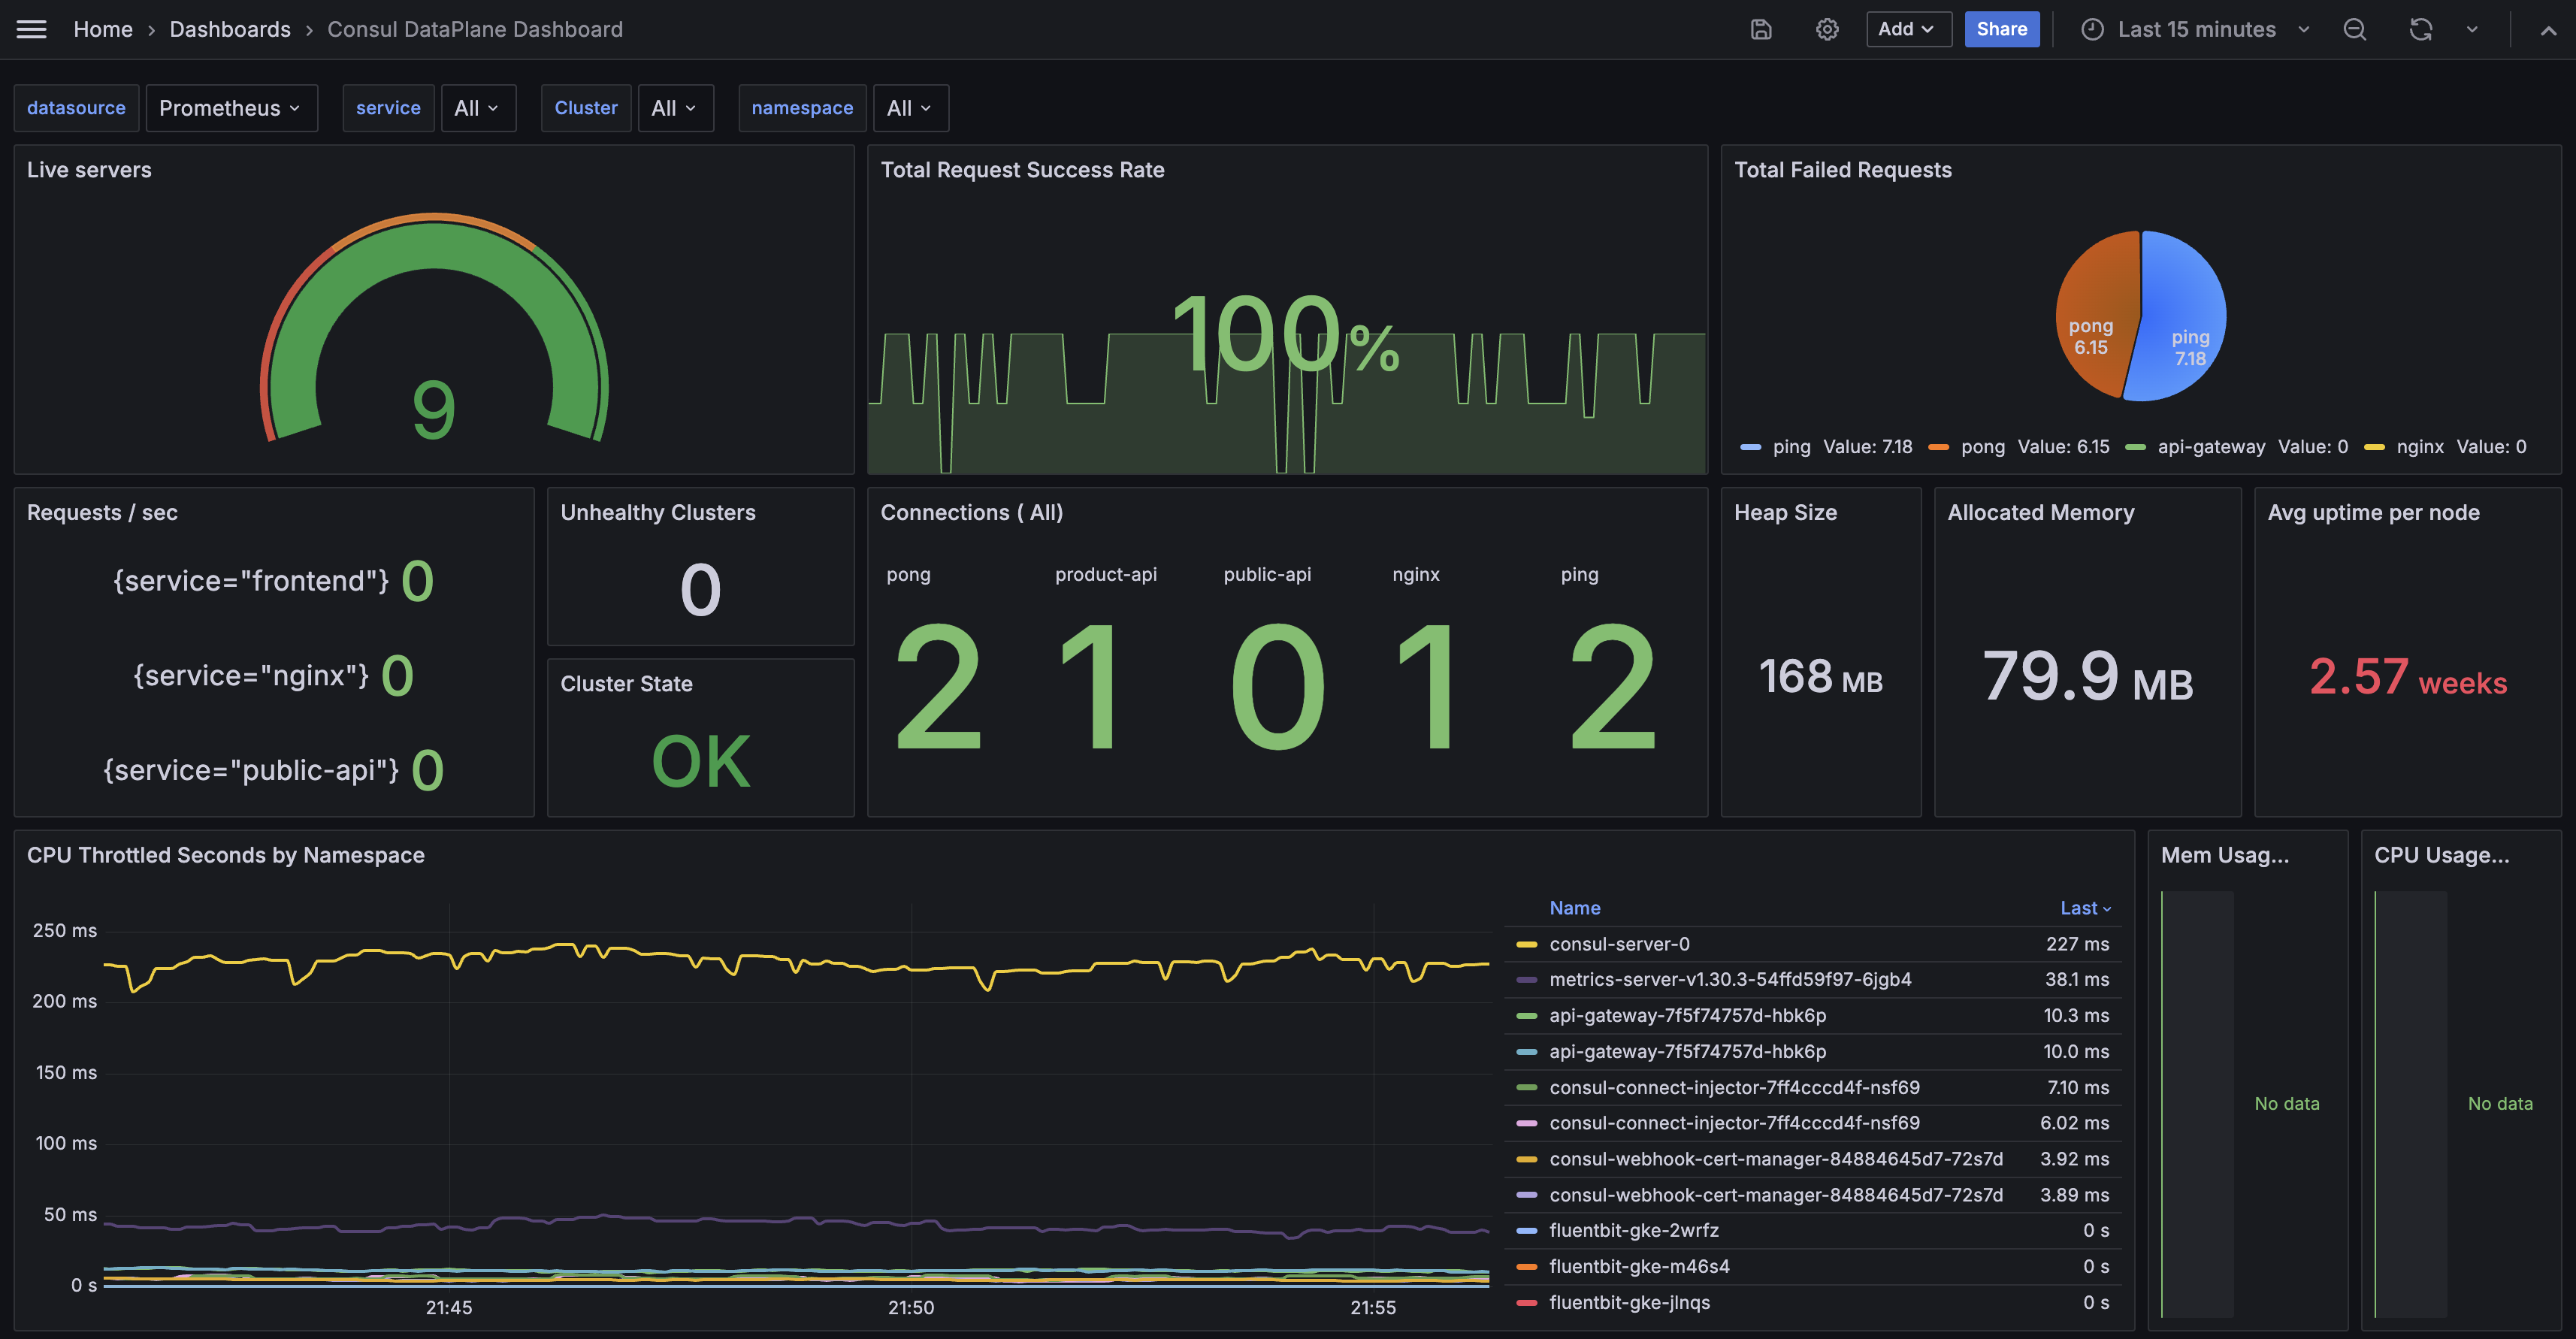 Home › Dashboards › Consul DataPlane Dashboard
Add
Share
Last 15 minutes
datasource Prometheus service All Cluster All namespace All
Live servers
9
Total Request Success Rate
100%
Total Failed Requests
pong
6.15
ping
7.18
ping Value: 7.18 pong Value: 6.15 api-gateway Value: 0 nginx Value: 0
Requests / sec
{service="frontend"} 0
{service="nginx"} 0
{service="public-api"} 0
Unhealthy Clusters
0
Cluster State
OK
Connections ( All)
pong product-api public-api nginx ping
2 1 0 1 2
Heap Size
168 MB
Allocated Memory
79.9 MB
Avg uptime per node
2.57 weeks
CPU Throttled Seconds by Namespace
250 ms
200 ms
150 ms
100 ms
50 ms
0 s
21:45 21:50 21:55
Name Last
consul-server-0 227 ms
metrics-server-v1.30.3-54ffd59f97-6jgb4 38.1 ms
api-gateway-7f5f74757d-hbk6p 10.3 ms
api-gateway-7f5f74757d-hbk6p 10.0 ms
consul-connect-injector-7ff4cccd4f-nsf69 7.10 ms
consul-connect-injector-7ff4cccd4f-nsf69 6.02 ms
consul-webhook-cert-manager-84884645d7-72s7d 3.92 ms
consul-webhook-cert-manager-84884645d7-72s7d 3.89 ms
fluentbit-gke-2wrfz 0 s
fluentbit-gke-m46s4 0 s
fluentbit-gke-jlnqs 0 s
Mem Usag...
No data
CPU Usage...
No data